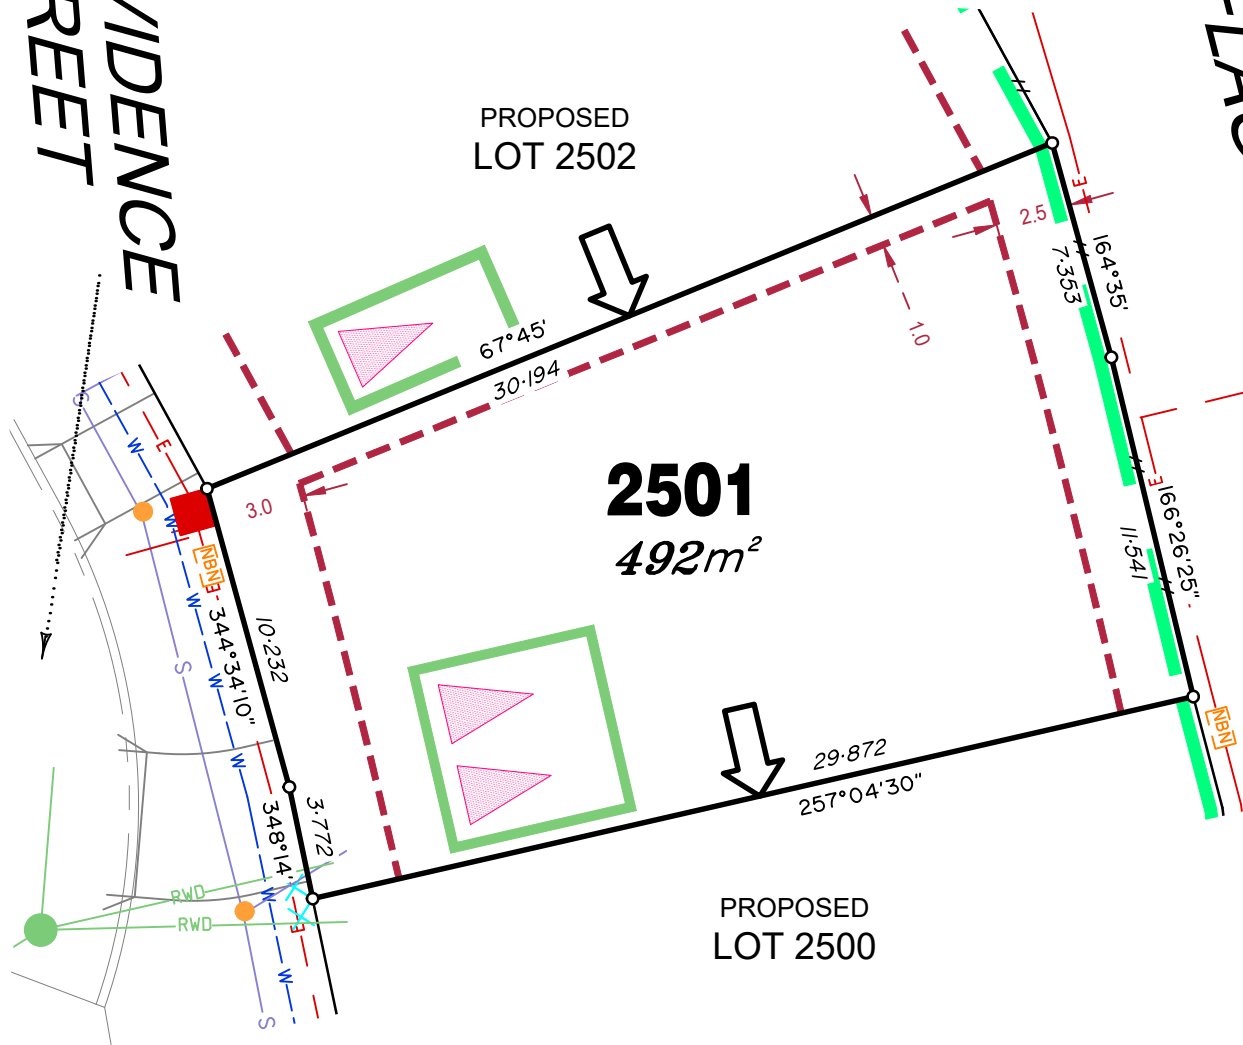 VIDENCE
REET
PROPOSED
LOT 2502
67°45'
30·194
1.0
2.5
3.0
164°35'
7·353
2501
492m²
166°26'25"
11·541
344°34'10"
10·232
348°14'
3·772
29·872
257°04'30"
PROPOSED
LOT 2500
E
E
E
E
E
NBN
NBN
W
W
W
W
W
W
W
S
S
S
RWD
RWD